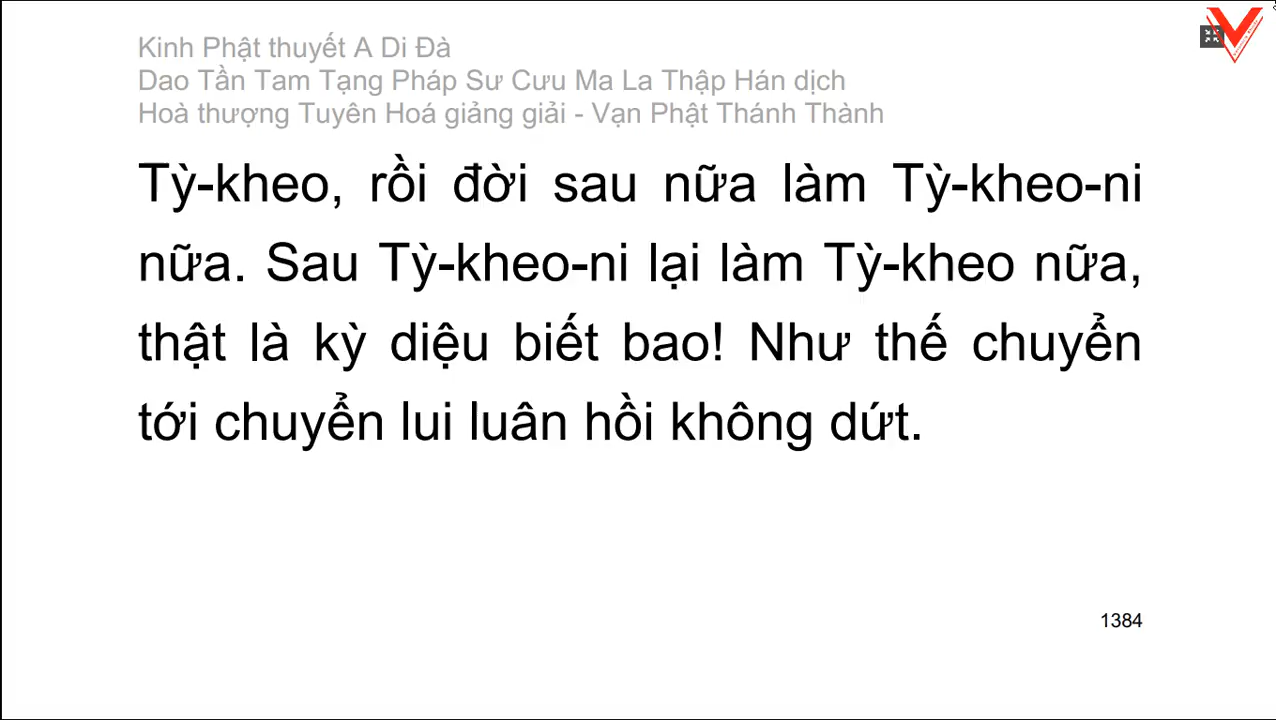 Kinh Phật thuyết A Di Đà
Dao Tần Tam Tạng Pháp Sư Cưu Ma La Thập Hán dịch
Hoà thượng Tuyên Hoá giảng giải - Vạn Phật Thánh Thành
Tỳ-kheo, rồi đời sau nữa làm Tỳ-kheo-ni
nữa. Sau Tỳ-kheo-ni lại làm Tỳ-kheo nữa,
thật là kỳ diệu biết bao! Như thế chuyển
tới chuyển lui luân hồi không dứt.
1384